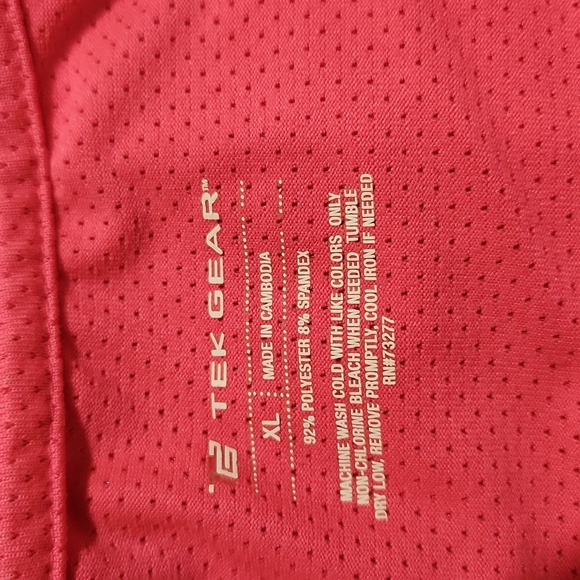 TEK GEAR™
XL MADE IN CAMBODIA
92% POLYESTER 8% SPANDEX
MACHINE WASH COLD WITH LIKE COLORS ONLY
NON-CHLORINE BLEACH WHEN NEEDED TUMBLE
DRY LOW, REMOVE PROMPTLY, COOL IRON IF NEEDED
RN#73277